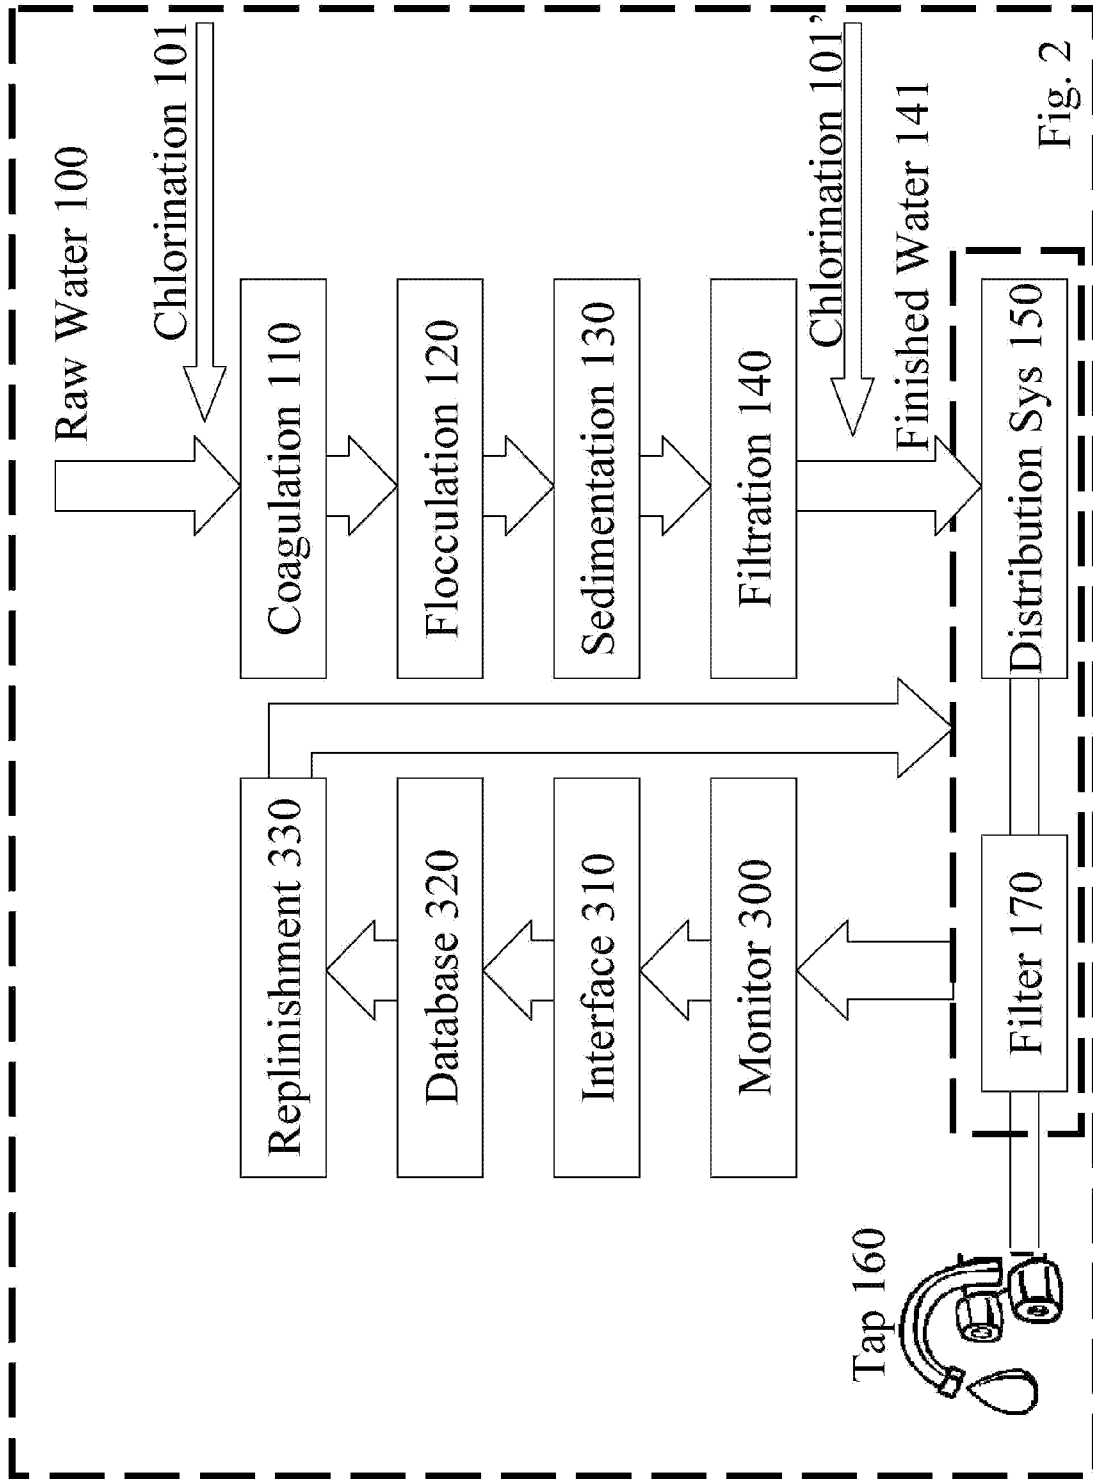 Raw Water 100
Chlorination 101
Coagulation 110
Flocculation 120
Sedimentation 130
Filtration 140
Chlorination 101’
Finished Water 141
Distribution Sys 150
Replinishment 330
Database 320
Interface 310
Monitor 300
Filter 170
Tap 160
Fig. 2